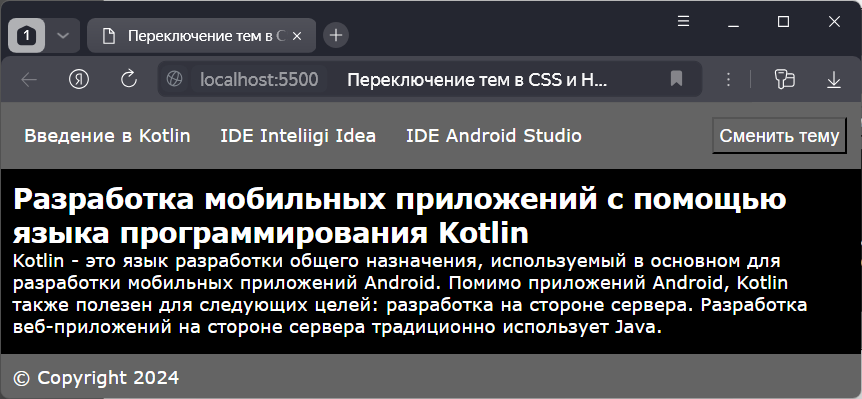 1 Переключение тем в С
Я localhost:5500 Переключение тем в CSS и Н...
Введение в Kotlin IDE Inteliigi Idea IDE Android Studio Сменить тему
Разработка мобильных приложений с помощью
языка программирования Kotlin
Kotlin - это язык разработки общего назначения, используемый в основном для
разработки мобильных приложений Android. Помимо приложений Android, Kotlin
также полезен для следующих целей: разработка на стороне сервера. Разработка
веб-приложений на стороне сервера традиционно использует Java.
© Copyright 2024